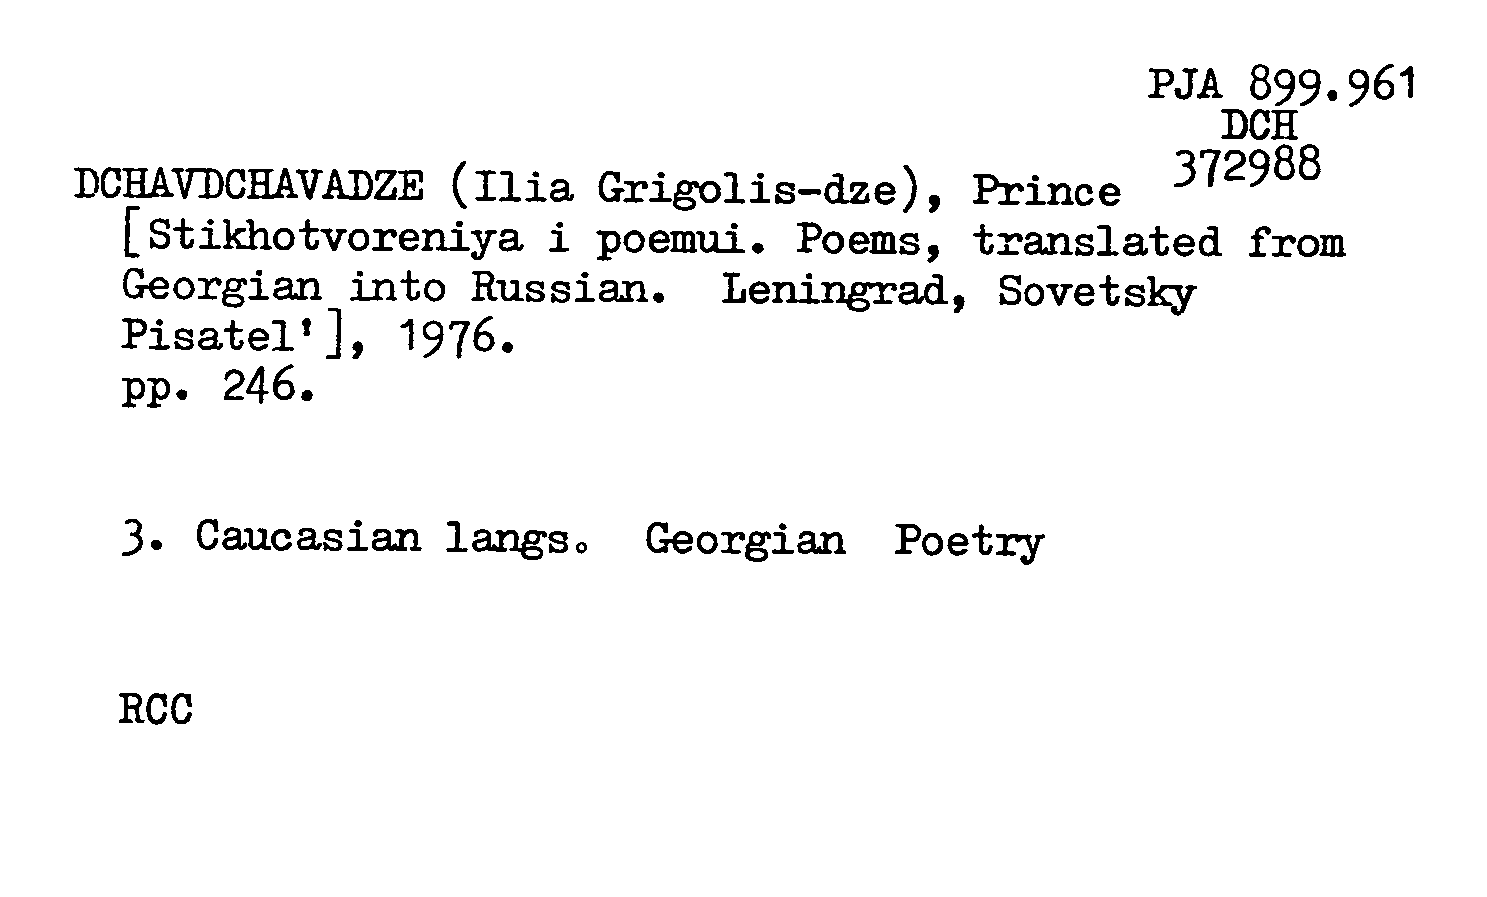 PJA 899.961
DCH
372988
DCHAVDCHAVADZE (Ilia Grigolis-dze), Prince
[Stikhotvoreniya i poemui. Poems, translated from
Georgian into Russian. Leningrad, Sovetsky
Pisatel'], 1976.
pp. 246.
3. Caucasian langs. Georgian Poetry
RCC